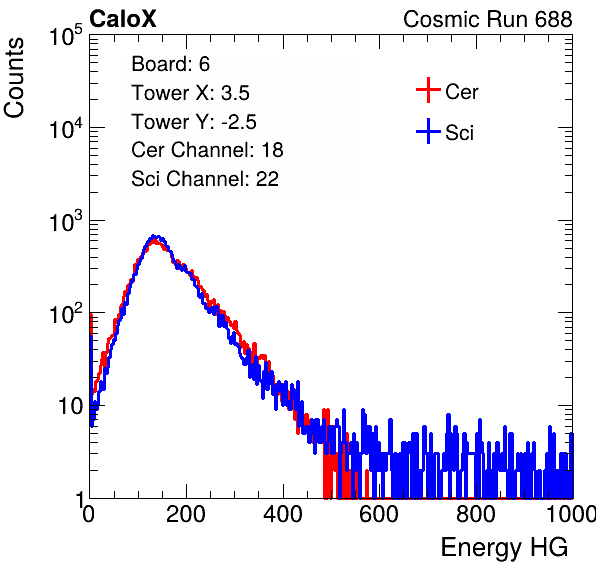 CaloX Cosmic Run 688
Counts
10^5
10^4
10^3
10^2
10
1
Board: 6
Tower X: 3.5
Tower Y: -2.5
Cer Channel: 18
Sci Channel: 22
Cer
Sci
0 200 400 600 800 1000
Energy HG